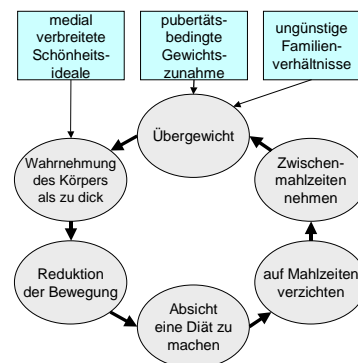 medial
verbreitete
Schönheits-
ideale
pubertäts-
bedingte
Gewichts-
zunahme
ungünstige
Familien-
verhältnisse
Übergewicht
Wahrnehmung
des Körpers
als zu dick
Zwischen-
mahlzeiten
nehmen
Reduktion
der Bewegung
auf Mahlzeiten
verzichten
Absicht
eine Diät zu
machen